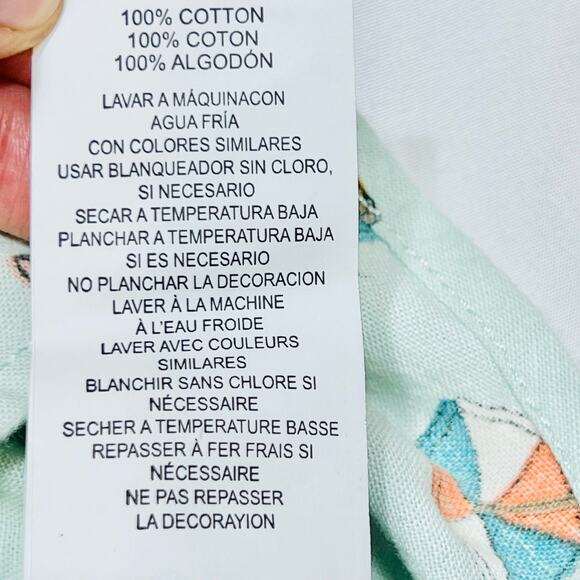 100% COTTON
100% COTON
100% ALGODÓN
LAVAR A MÁQUINACON
AGUA FRÍA
CON COLORES SIMILARES
USAR BLANQUEADOR SIN CLORO,
SI NECESARIO
SECAR A TEMPERATURA BAJA
PLANCHAR A TEMPERATURA BAJA
SI ES NECESARIO
NO PLANCHAR LA DECORACION
LAVER À LA MACHINE
À L'EAU FROIDE
LAVER AVEC COULEURS
SIMILARES
BLANCHIR SANS CHLORE SI
NÉCESSAIRE
SECHER A TEMPERATURE BASSE
REPASSER À FER FRAIS SI
NÉCESSAIRE
NE PAS REPASSER
LA DECORAYION